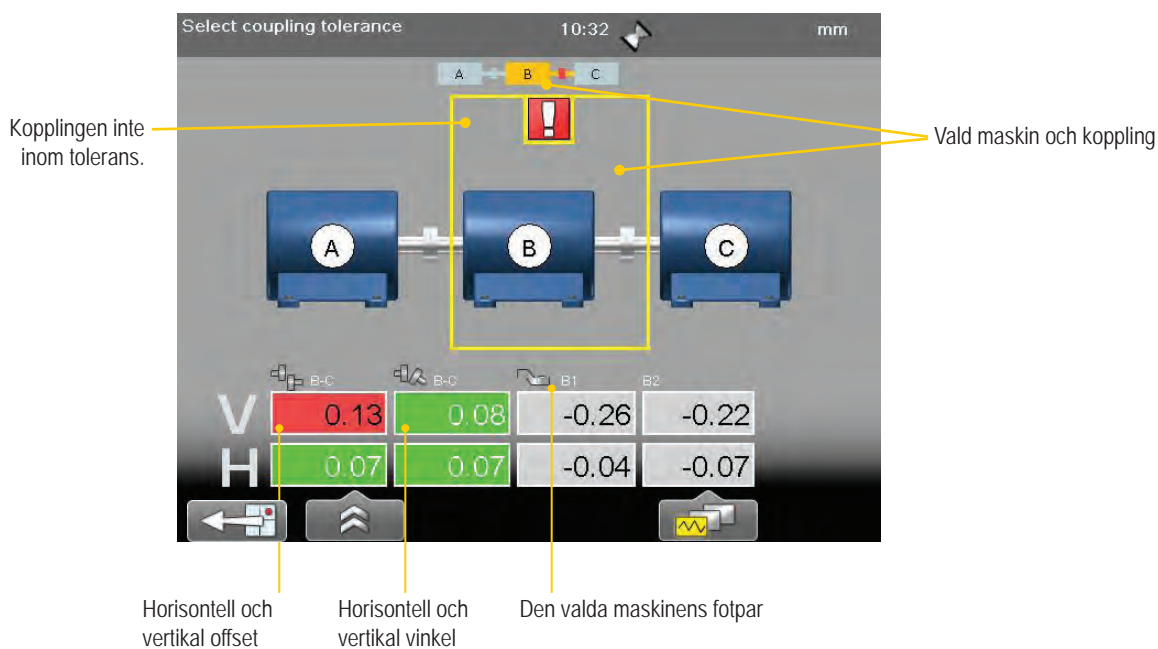 Select coupling tolerance 10:32 mm
A B C
Kopplingen inte
inom tolerans.
Vald maskin och koppling
A B C
B-C B-C B1 B2
V 0.13 0.08 -0.26 -0.22
H 0.07 0.07 -0.04 -0.07
Horisontell och
vertikal offset
Horisontell och
vertikal vinkel
Den valda maskinens fotpar